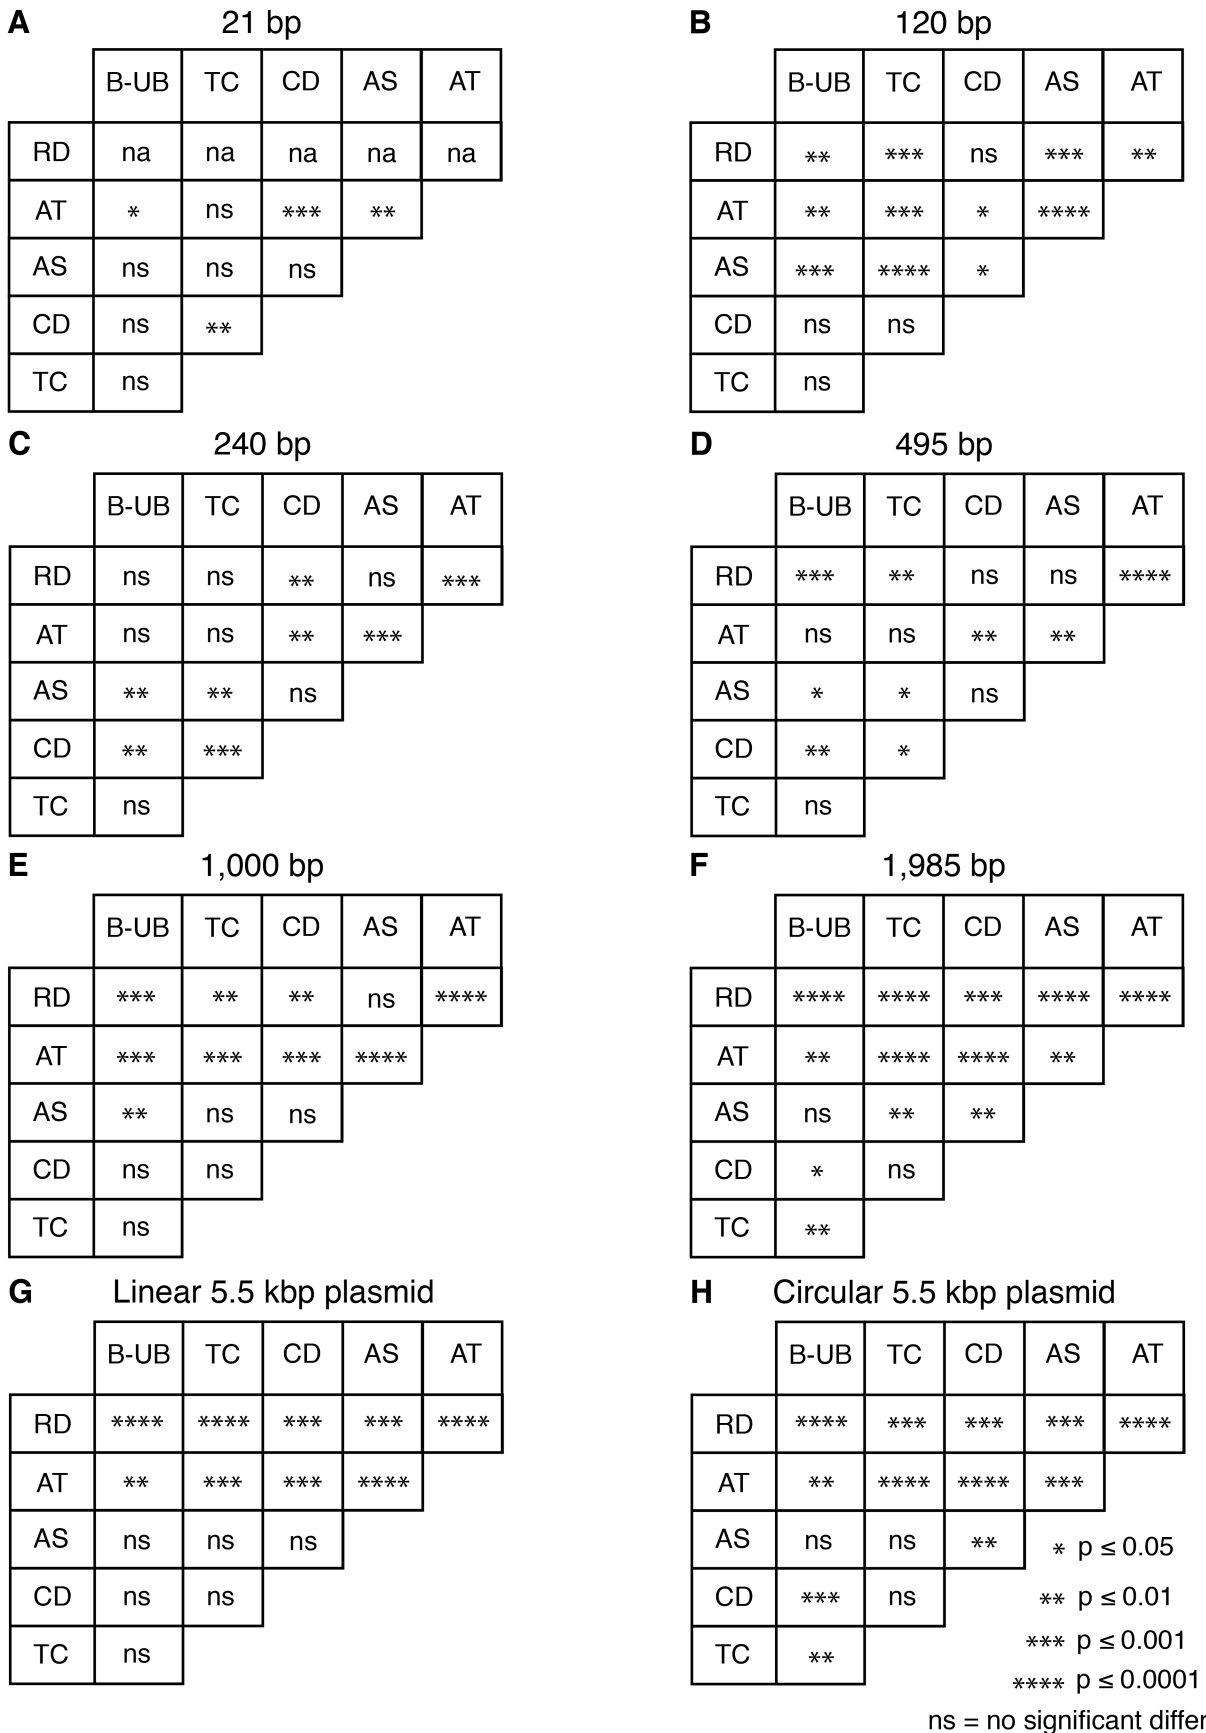 A 21 bp
B-UB TC CD AS AT
RD na na na na na
AT * ns *** **
AS ns ns ns
CD ns **
TC ns
B 120 bp
B-UB TC CD AS AT
RD ** *** ns *** **
AT ** *** * ****
AS *** **** *
CD ns ns
TC ns
C 240 bp
B-UB TC CD AS AT
RD ns ns ** ns ***
AT ns ns ** ***
AS ** ** ns
CD ** ***
TC ns
D 495 bp
B-UB TC CD AS AT
RD *** ** ns ns ****
AT ns ns ** **
AS * * ns
CD ** *
TC ns
E 1,000 bp
B-UB TC CD AS AT
RD *** ** ** ns ****
AT *** *** *** ****
AS ** ns ns
CD ns ns
TC ns
F 1,985 bp
B-UB TC CD AS AT
RD **** **** *** **** ****
AT ** **** **** **
AS ns ** **
CD * ns
TC **
G Linear 5.5 kbp plasmid
B-UB TC CD AS AT
RD **** **** *** *** ****
AT ** *** *** ****
AS ns ns ns
CD ns ns
TC ns
H Circular 5.5 kbp plasmid
B-UB TC CD AS AT
RD **** *** *** *** ****
AT ** **** **** ***
AS ns ns **
CD *** ns
TC **
* p ≤ 0.05
** p ≤ 0.01
*** p ≤ 0.001
**** p ≤ 0.0001
ns = no significant differ